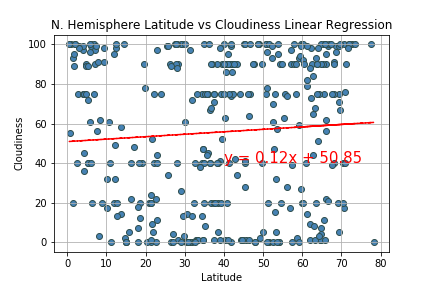 N. Hemisphere Latitude vs Cloudiness Linear Regression
100
80
60
40
20
0
Cloudiness
y = 0.12x + 50.85
0 10 20 30 40 50 60 70 80
Latitude